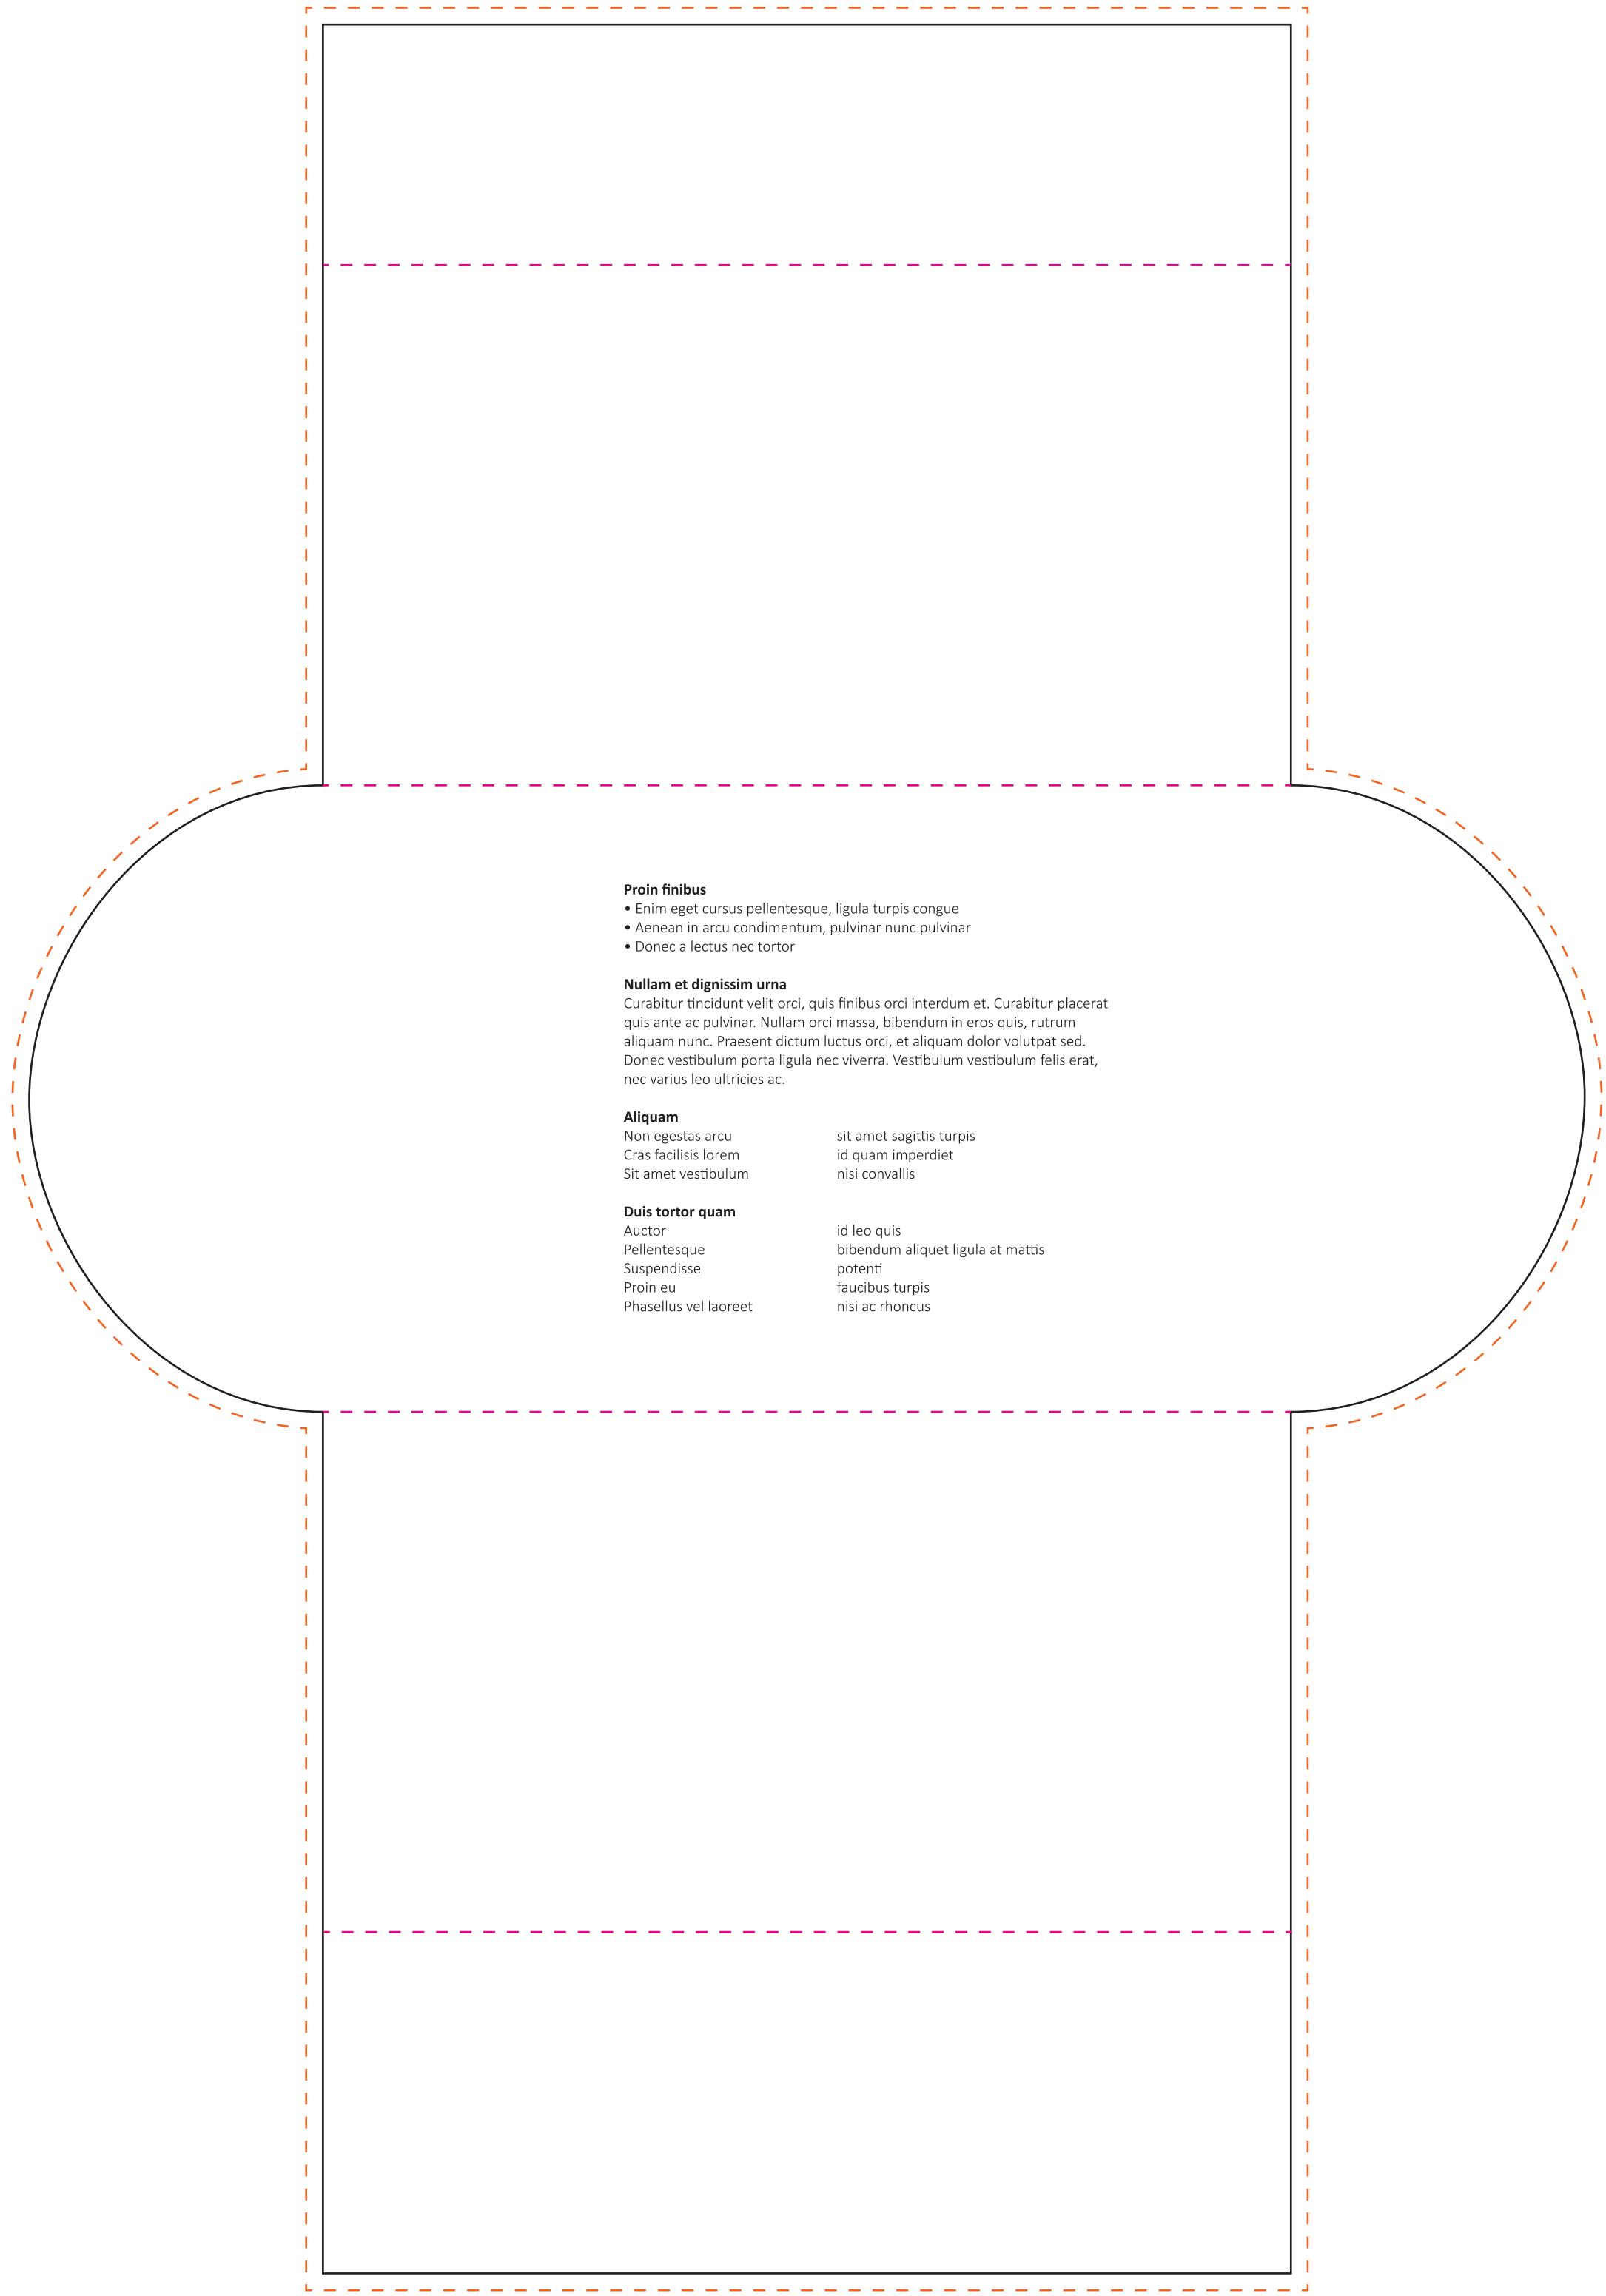 Proin finibus
• Enim eget cursus pellentesque, ligula turpis congue
• Aenean in arcu condimentum, pulvinar nunc pulvinar
• Donec a lectus nec tortor
Nullam et dignissim urna
Curabitur tincidunt velit orci, quis finibus orci interdum et. Curabitur placerat
quis ante ac pulvinar. Nullam orci massa, bibendum in eros quis, rutrum
aliquam nunc. Praesent dictum luctus orci, et aliquam dolor volutpat sed.
Donec vestibulum porta ligula nec viverra. Vestibulum vestibulum felis erat,
nec varius leo ultricies ac.
Aliquam
Non egestas arcu sit amet sagittis turpis
Cras facilisis lorem id quam imperdiet
Sit amet vestibulum nisi convallis
Duis tortor quam
Auctor id leo quis
Pellentesque bibendum aliquet ligula at mattis
Suspendisse potenti
Proin eu faucibus turpis
Phasellus vel laoreet nisi ac rhoncus